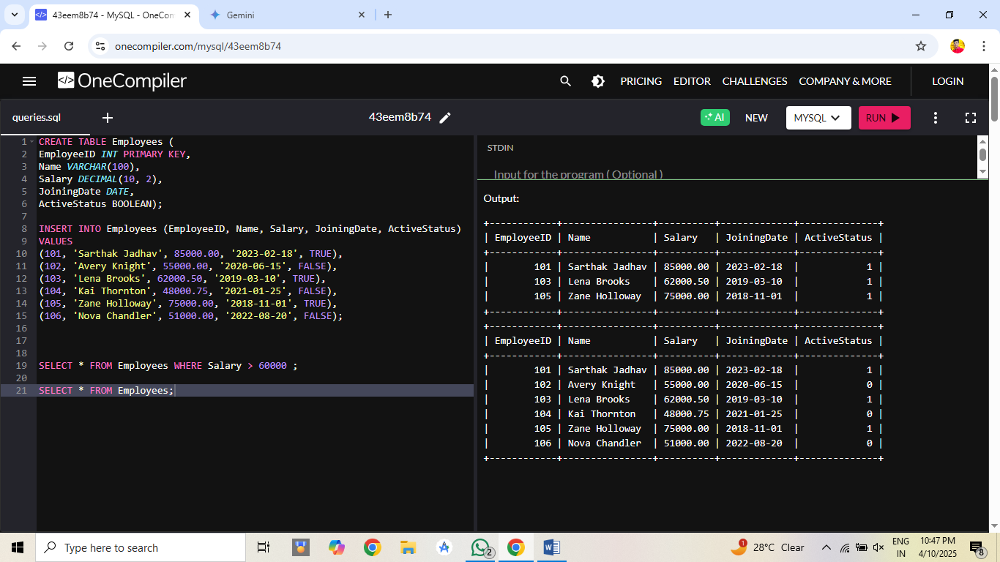 43eem8b74 - MySQL - OneCom
Gemini
onecompiler.com/mysql/43eem8b74
</> OneCompiler
PRICING
EDITOR
CHALLENGES
COMPANY & MORE
LOGIN
queries.sql
43eem8b74
AI
NEW
MYSQL
RUN
1 CREATE TABLE Employees (
2 EmployeeID INT PRIMARY KEY,
3 Name VARCHAR(100),
4 Salary DECIMAL(10, 2),
5 JoiningDate DATE,
6 ActiveStatus BOOLEAN);
7
8 INSERT INTO Employees (EmployeeID, Name, Salary, JoiningDate, ActiveStatus)
9 VALUES
10 (101, 'Sarthak Jadhav', 85000.00, '2023-02-18', TRUE),
11 (102, 'Avery Knight', 55000.00, '2020-06-15', FALSE),
12 (103, 'Lena Brooks', 62000.50, '2019-03-10', TRUE),
13 (104, 'Kai Thornton', 48000.75, '2021-01-25', FALSE),
14 (105, 'Zane Holloway', 75000.00, '2018-11-01', TRUE),
15 (106, 'Nova Chandler', 51000.00, '2022-08-20', FALSE);
16
17
18
19 SELECT * FROM Employees WHERE Salary > 60000 ;
20
21 SELECT * FROM Employees;
STDIN
Input for the program ( Optional )
Output:
+------------+----------------+----------+-------------+--------------+
| EmployeeID | Name           | Salary   | JoiningDate | ActiveStatus |
+------------+----------------+----------+-------------+--------------+
|        101 | Sarthak Jadhav | 85000.00 | 2023-02-18  |            1 |
|        103 | Lena Brooks    | 62000.50 | 2019-03-10  |            1 |
|        105 | Zane Holloway  | 75000.00 | 2018-11-01  |            1 |
+------------+----------------+----------+-------------+--------------+
+------------+----------------+----------+-------------+--------------+
| EmployeeID | Name           | Salary   | JoiningDate | ActiveStatus |
+------------+----------------+----------+-------------+--------------+
|        101 | Sarthak Jadhav | 85000.00 | 2023-02-18  |            1 |
|        102 | Avery Knight   | 55000.00 | 2020-06-15  |            0 |
|        103 | Lena Brooks    | 62000.50 | 2019-03-10  |            1 |
|        104 | Kai Thornton   | 48000.75 | 2021-01-25  |            0 |
|        105 | Zane Holloway  | 75000.00 | 2018-11-01  |            1 |
|        106 | Nova Chandler  | 51000.00 | 2022-08-20  |            0 |
+------------+----------------+----------+-------------+--------------+
Type here to search
2
1
28°C Clear
ENG
IN
10:47 PM
4/10/2025
8